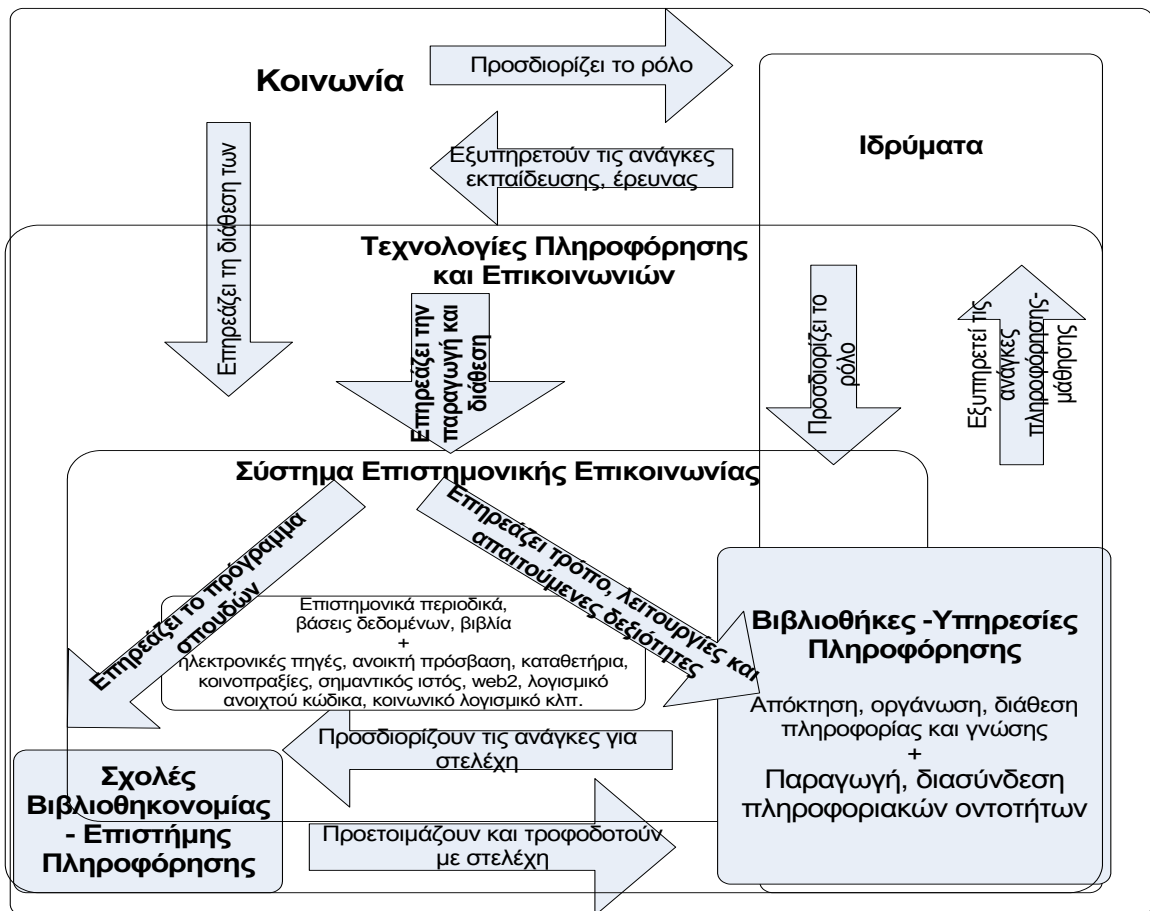 Κοινωνία
Προσδιορίζει το ρόλο
Ιδρύματα
Εξυπηρετούν τις ανάγκες
εκπαίδευσης, έρευνας
Επηρεάζει τη διάθεση των
Τεχνολογίες Πληροφόρησης
και Επικοινωνιών
Επηρεάζει την
παραγωγή και
διάθεση
Προσδιορίζει το
ρόλο
Εξυπηρετεί τις
ανάγκες
πληροφόρησης-
μάθησης
Σύστημα Επιστημονικής Επικοινωνίας
Επηρεάζει το πρόγραμμα
σπουδών
Επηρεάζει τρόπο, λειτουργίες και
απαιτούμενες δεξιότητες
Επιστημονικά περιοδικά,
βάσεις δεδομένων, βιβλία
+
ηλεκτρονικές πηγές, ανοικτή πρόσβαση, καταθετήρια,
κοινοπραξίες, σημαντικός ιστός, web2, λογισμικό
ανοιχτού κώδικα, κοινωνικό λογισμικό κλπ.
Βιβλιοθήκες -Υπηρεσίες
Πληροφόρησης
Απόκτηση, οργάνωση, διάθεση
πληροφορίας και γνώσης
+
Παραγωγή, διασύνδεση
πληροφοριακών οντοτήτων
Προσδιορίζουν τις ανάγκες για
στελέχη
Σχολές
Βιβλιοθηκονομίας
- Επιστήμης
Πληροφόρησης
Προετοιμάζουν και τροφοδοτούν
με στελέχη